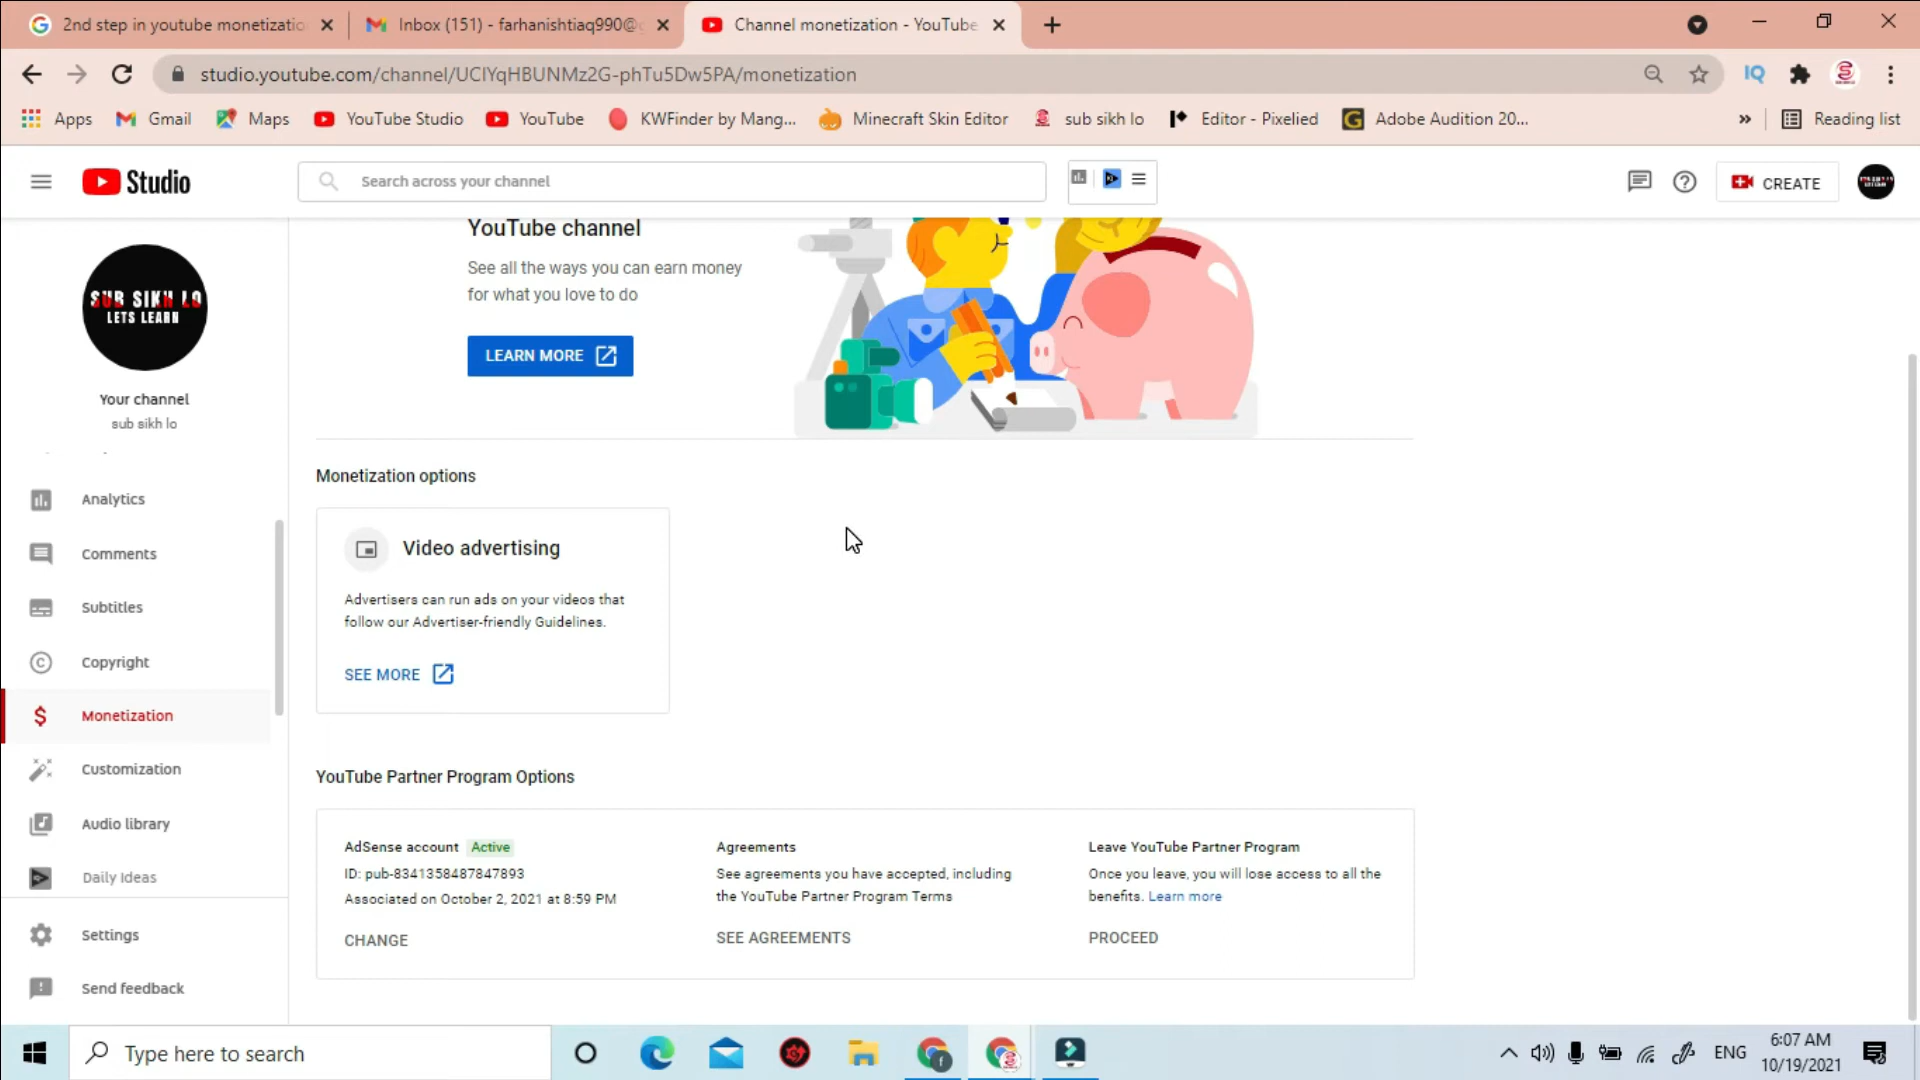 2nd step in youtube monetizatio
Inbox (151) - farhanishtiaq990@
Channel monetization - YouTube
studio.youtube.com/channel/UCIYqHBUNMz2G-phTu5Dw5PA/monetization
IQ
Apps
Gmail
Maps
YouTube Studio
YouTube
KWFinder by Mang...
Minecraft Skin Editor
sub sikh lo
Editor - Pixelied
Adobe Audition 20...
Reading list
Studio
Search across your channel
CREATE
SUB SIKH LO
LETS LEARN
Your channel
sub sikh lo
Analytics
Comments
Subtitles
Copyright
Monetization
Customization
Audio library
Daily Ideas
Settings
Send feedback
YouTube channel
See all the ways you can earn money
for what you love to do
LEARN MORE
Monetization options
Video advertising
Advertisers can run ads on your videos that
follow our Advertiser-friendly Guidelines.
SEE MORE
YouTube Partner Program Options
AdSense account Active
ID: pub-8341358487847893
Associated on October 2, 2021 at 8:59 PM
CHANGE
Agreements
See agreements you have accepted, including
the YouTube Partner Program Terms
SEE AGREEMENTS
Leave YouTube Partner Program
Once you leave, you will lose access to all the
benefits. Learn more
PROCEED
Type here to search
ENG
6:07 AM
10/19/2021